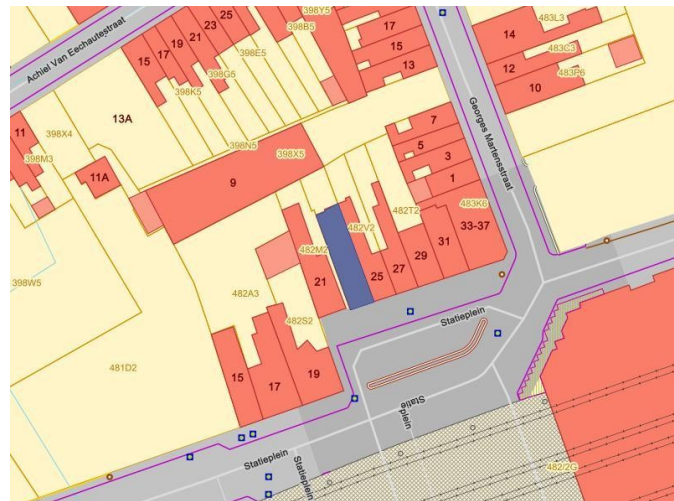 Achiel Van Eechautestraat
15
17
19
21
23
25
398K5
398G5
398E5
398B5
398Y5
17
15
13
483L3
14
483C3
12
483P6
10
Georges Martensstraat
11
398X4
398M3
13A
11A
398N5
398X5
9
7
5
3
1
483K6
33-37
482T2
482V2
482M2
21
25
27
29
31
398W5
482A3
482S2
481D2
15
17
19
Statieplein
Statieplein
Statieplein
Statieplein
482/2G